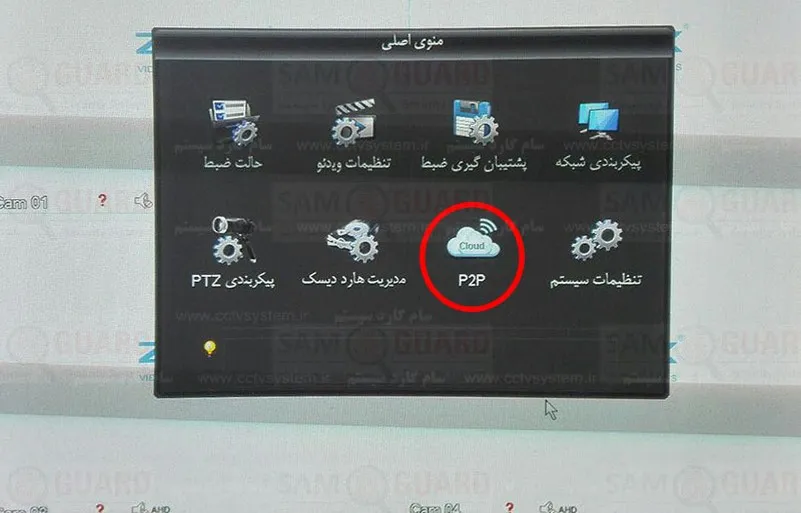 منوی اصلی
پیکربندی شبکه
پشتیبان گیری ضبط
تنظیمات ویدئو
حالت ضبط
Cloud
تنظیمات سیستم
P2P
مدیریت هارد دیسک
پیکربندی PTZ
Cam 01
?
Cam 04
?
AHD
?
AHD
SAM GUARD
سام گارد سیستم
www.cctvsystem.ir